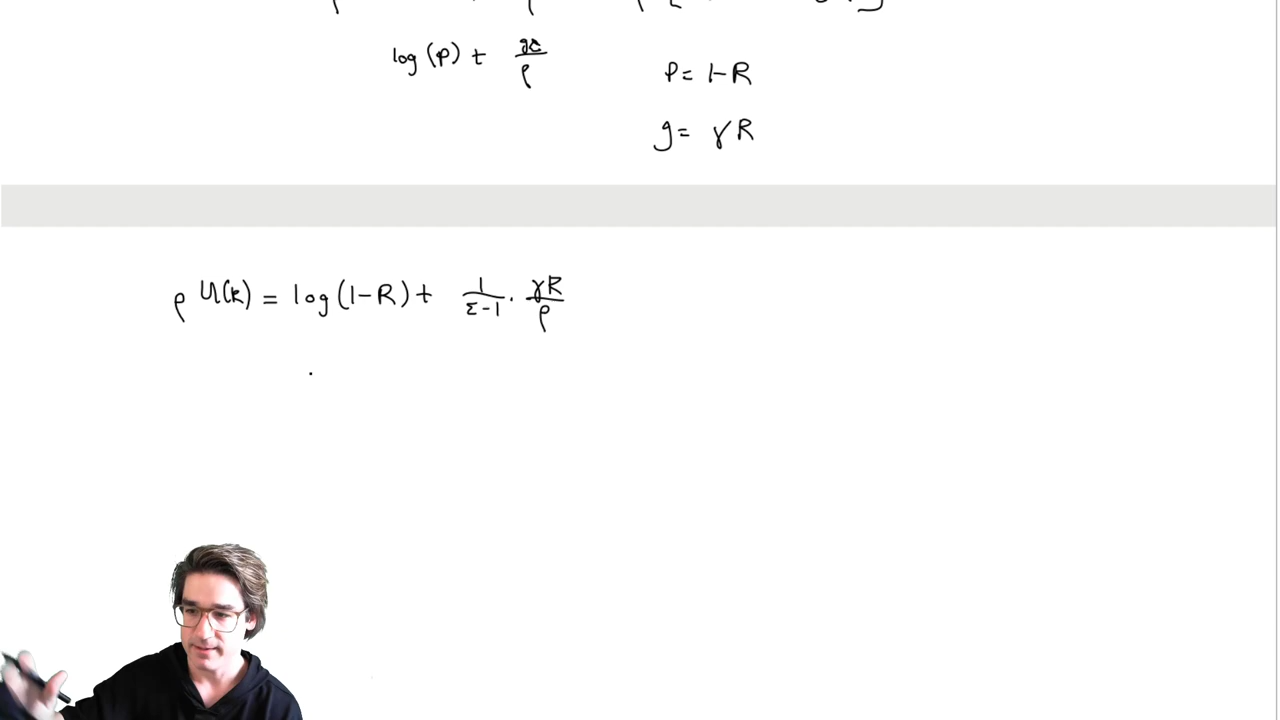 log(P) + gc/ρ
P = 1-R
g = γR
ρ U(R) = log(1-R) + 1/(Σ-1) · γR/ρ